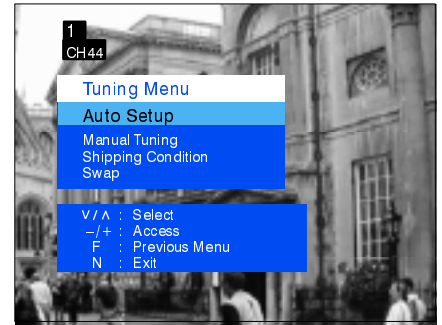 1
CH44
Tuning Menu
Auto Setup
Manual Tuning
Shipping Condition
Swap
∨/∧ : Select
–/+ : Access
F : Previous Menu
N : Exit